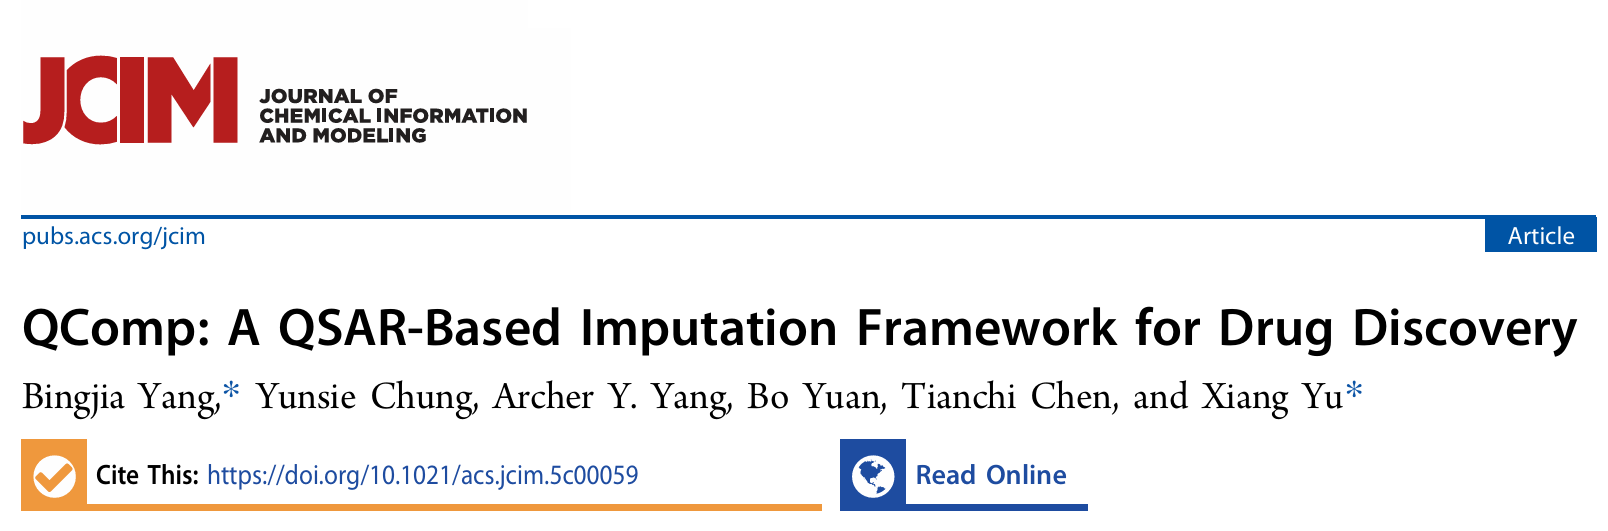 JCIM
JOURNAL OF
CHEMICAL INFORMATION
AND MODELING
pubs.acs.org/jcim
Article
QComp: A QSAR-Based Imputation Framework for Drug Discovery
Bingjia Yang,* Yunsie Chung, Archer Y. Yang, Bo Yuan, Tianchi Chen, and Xiang Yu*
Cite This: https://doi.org/10.1021/acs.jcim.5c00059
Read Online